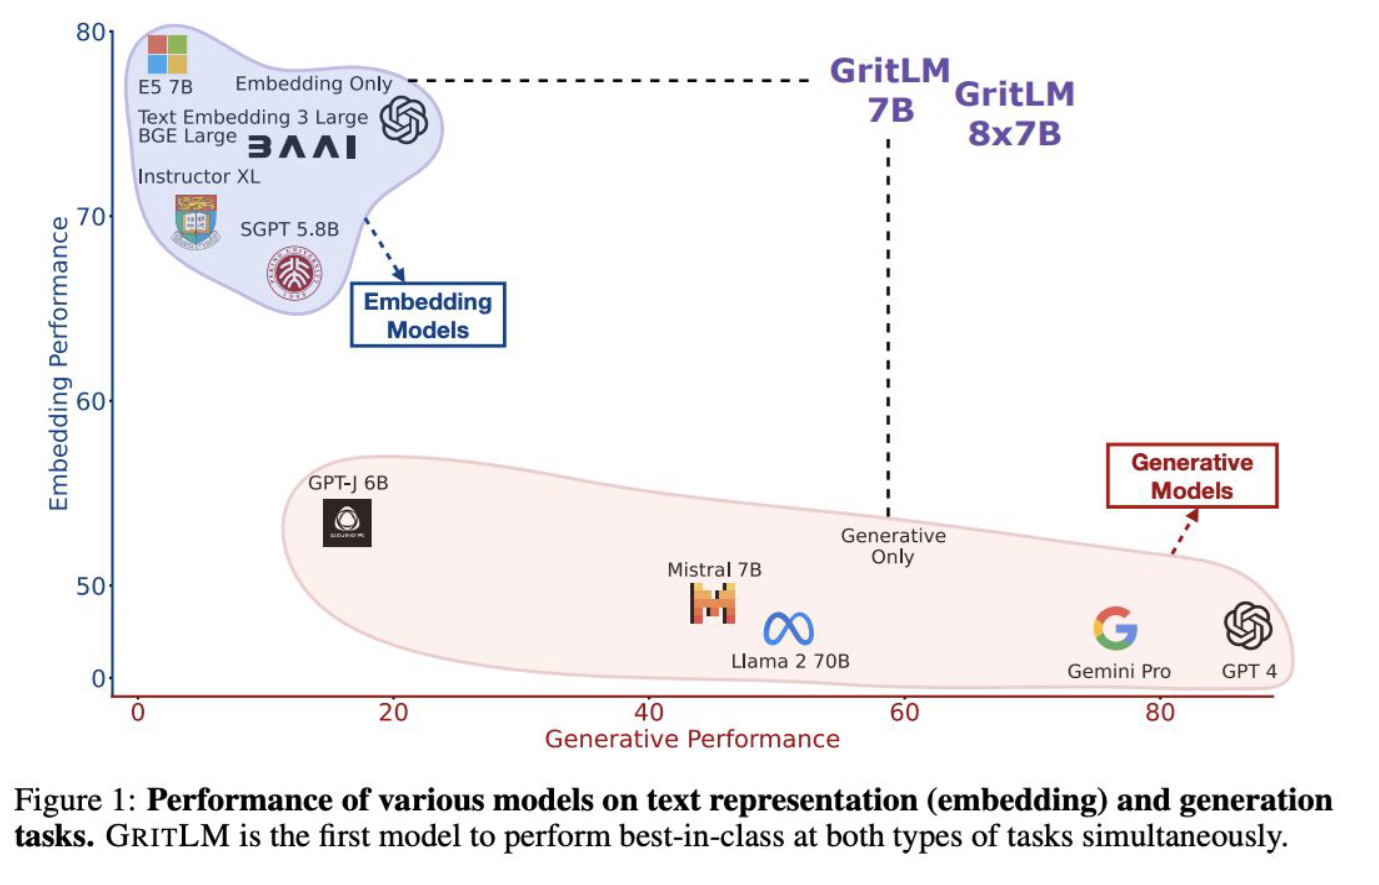 80
E5 7B
Embedding Only
Text Embedding 3 Large
BGE Large
BAAI
Instructor XL
70
SGPT 5.8B
Embedding
Models
GritLM
7B
GritLM
8x7B
Embedding Performance
60
Generative
Models
GPT-J 6B
Generative
Only
Mistral 7B
50
Llama 2 70B
Gemini Pro
GPT 4
0
0
20
40
60
80
Generative Performance
Figure 1: Performance of various models on text representation (embedding) and generation
tasks. GRITLM is the first model to perform best-in-class at both types of tasks simultaneously.